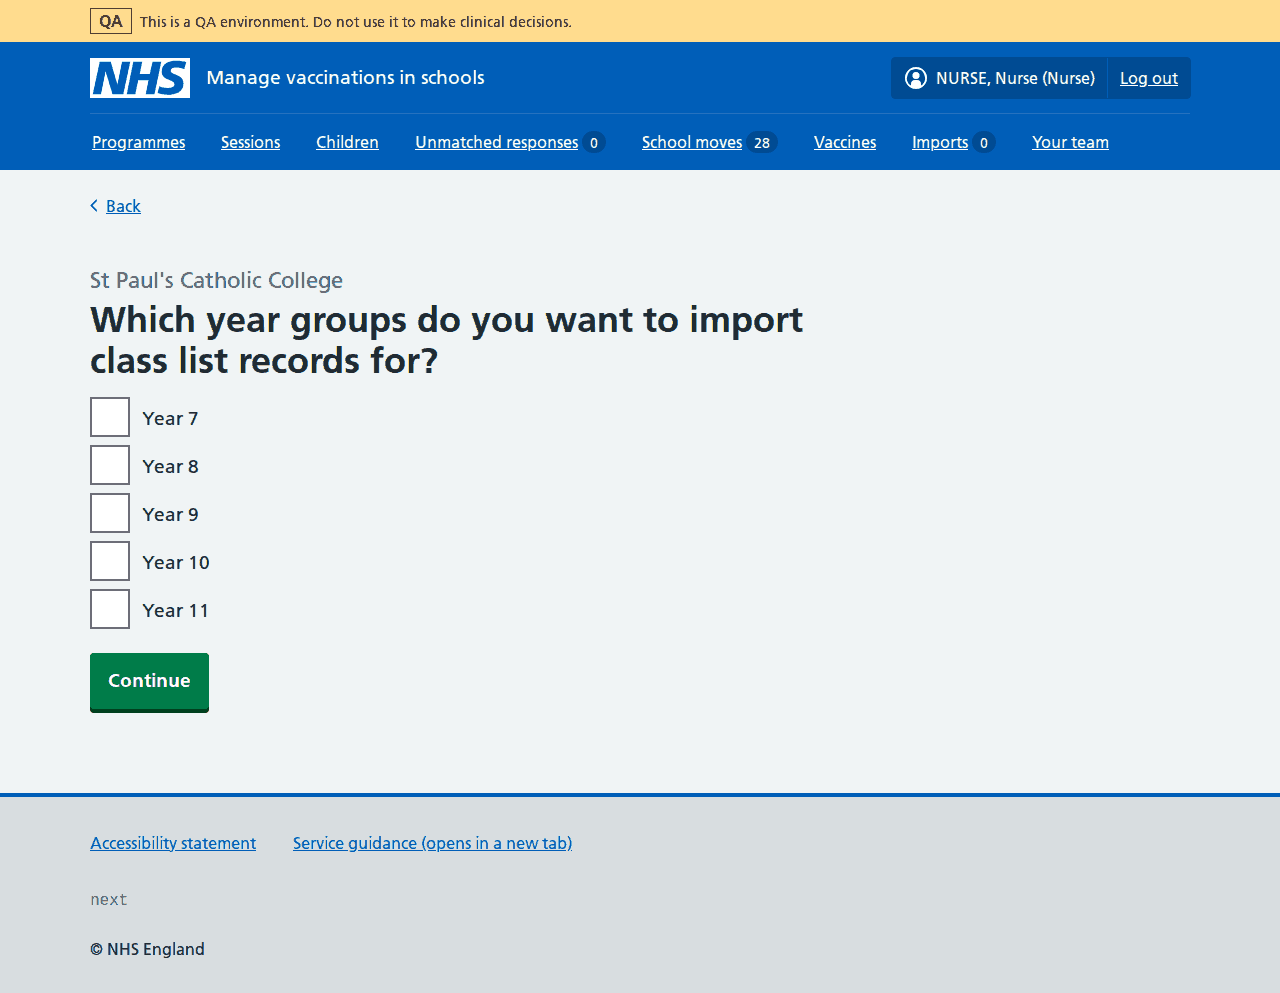 QA This is a QA environment. Do not use it to make clinical decisions.
NHS Manage vaccinations in schools NURSE, Nurse (Nurse) Log out
Programmes Sessions Children Unmatched responses 0 School moves 28 Vaccines Imports 0 Your team
Back
St Paul's Catholic College
Which year groups do you want to import
class list records for?
Year 7
Year 8
Year 9
Year 10
Year 11
Continue
Accessibility statement Service guidance (opens in a new tab)
next
© NHS England